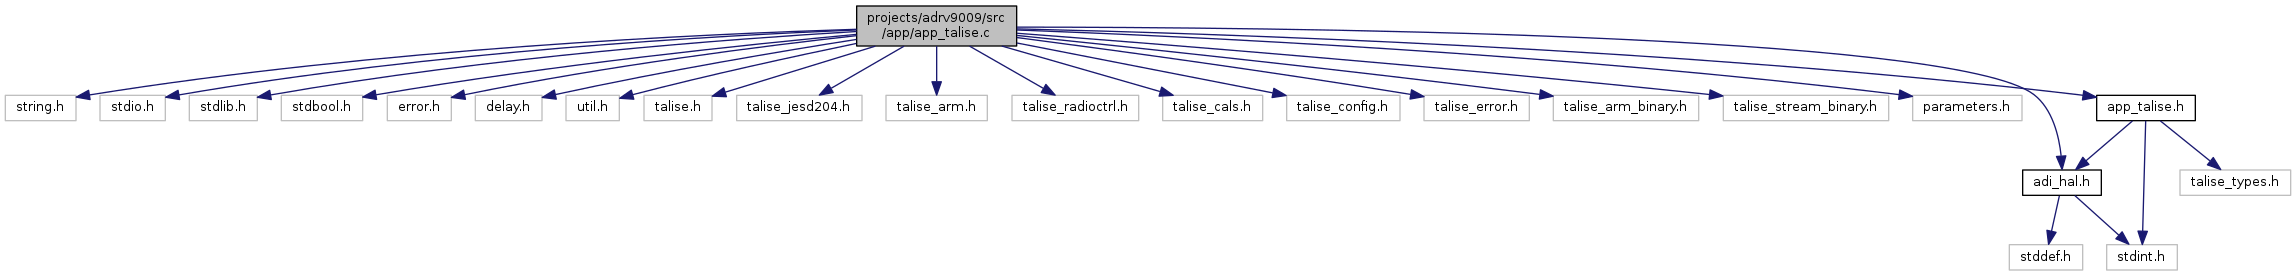 projects/adrv9009/src
/app/app_talise.c
string.h
stdio.h
stdlib.h
stdbool.h
error.h
delay.h
util.h
talise.h
talise_jesd204.h
talise_arm.h
talise_radioctrl.h
talise_cals.h
talise_config.h
talise_error.h
talise_arm_binary.h
talise_stream_binary.h
parameters.h
app_talise.h
adi_hal.h
talise_types.h
stddef.h
stdint.h